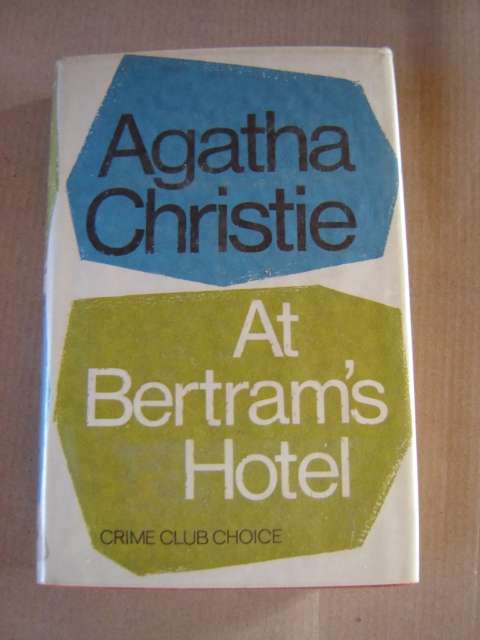 Agatha
Christie
At
Bertram's
Hotel
CRIME CLUB CHOICE